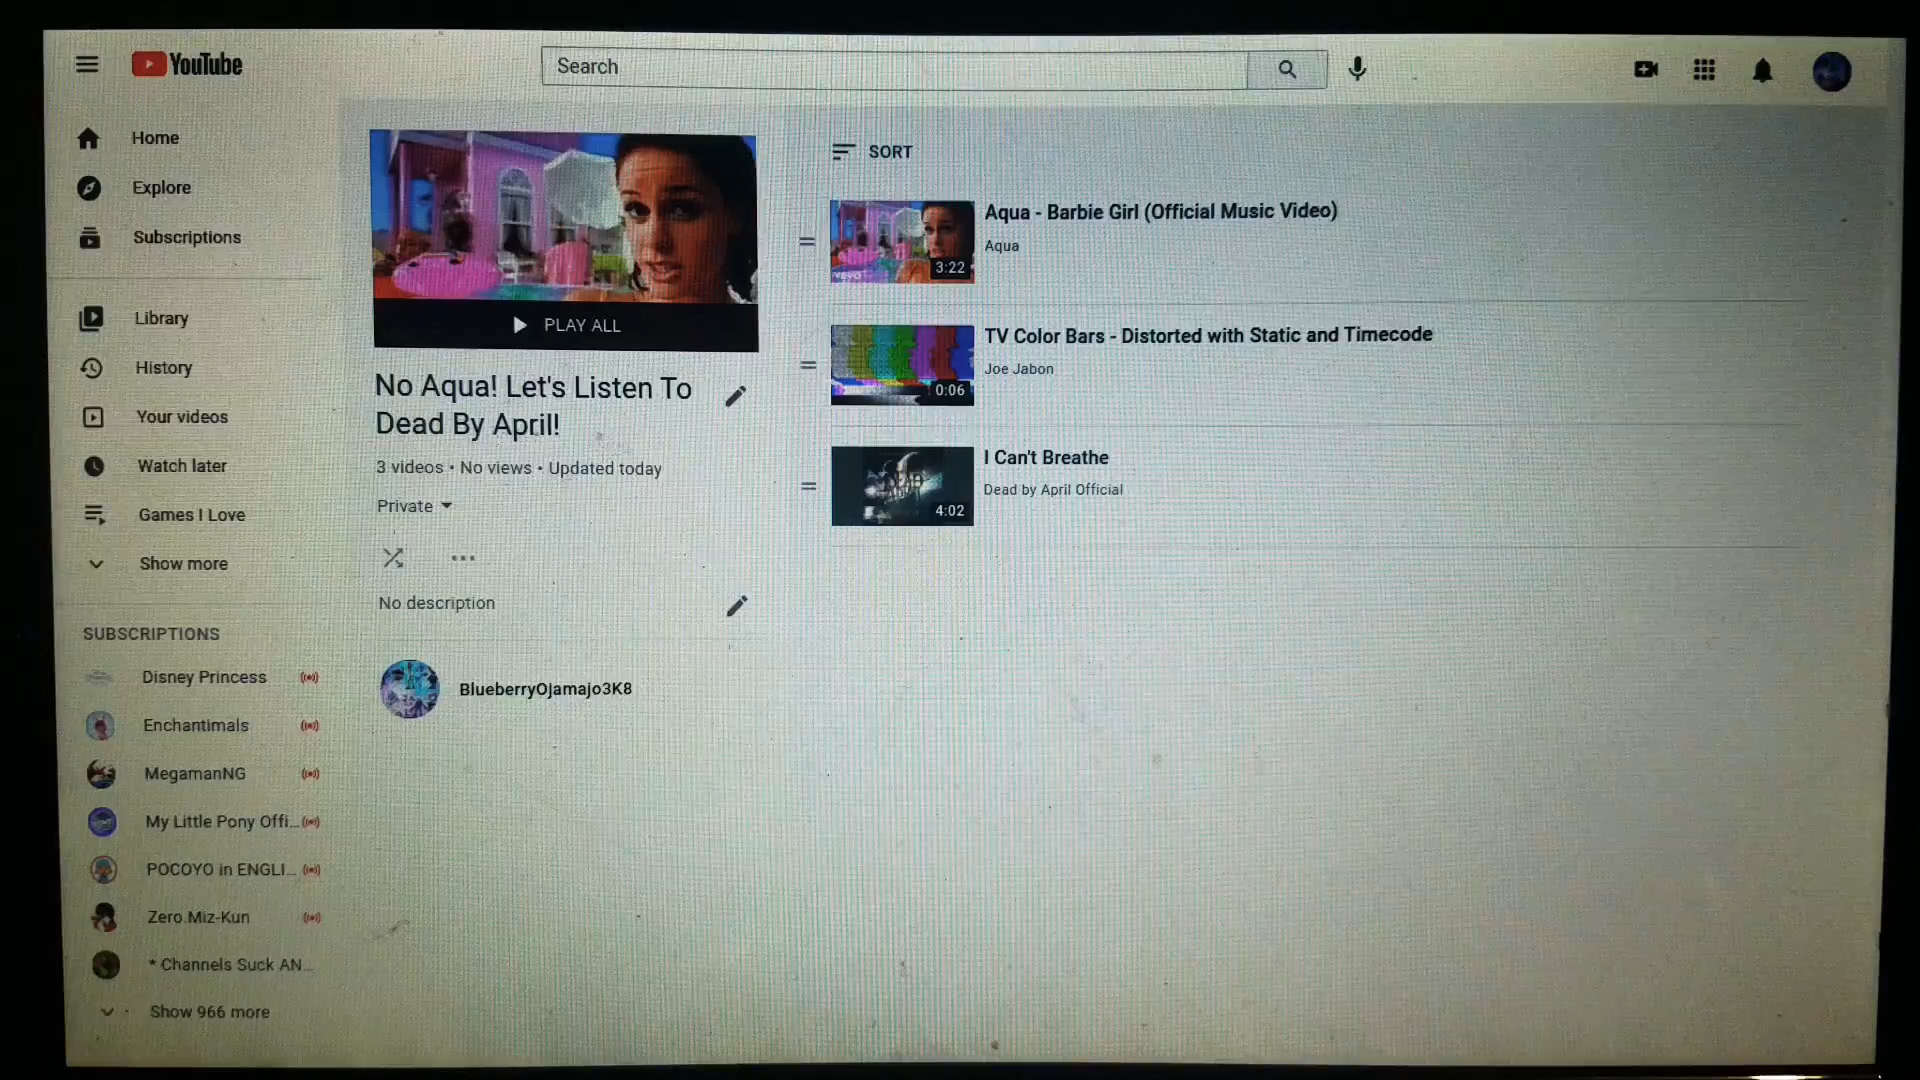 YouTube
Search
Home
Explore
Subscriptions
Library
History
Your videos
Watch later
Games I Love
Show more
SUBSCRIPTIONS
Disney Princess
Enchantimals
MegamanNG
My Little Pony Offi...
POCOYO in ENGLI...
Zero Miz-Kun
* Channels Suck AN...
Show 966 more
PLAY ALL
No Aqua! Let's Listen To
Dead By April!
3 videos • No views • Updated today
Private
No description
BlueberryOjamajo3K8
SORT
Aqua - Barbie Girl (Official Music Video)
Aqua
vevo
3:22
TV Color Bars - Distorted with Static and Timecode
Joe Jabon
0:06
I Can't Breathe
Dead by April Official
DEAD
4:02